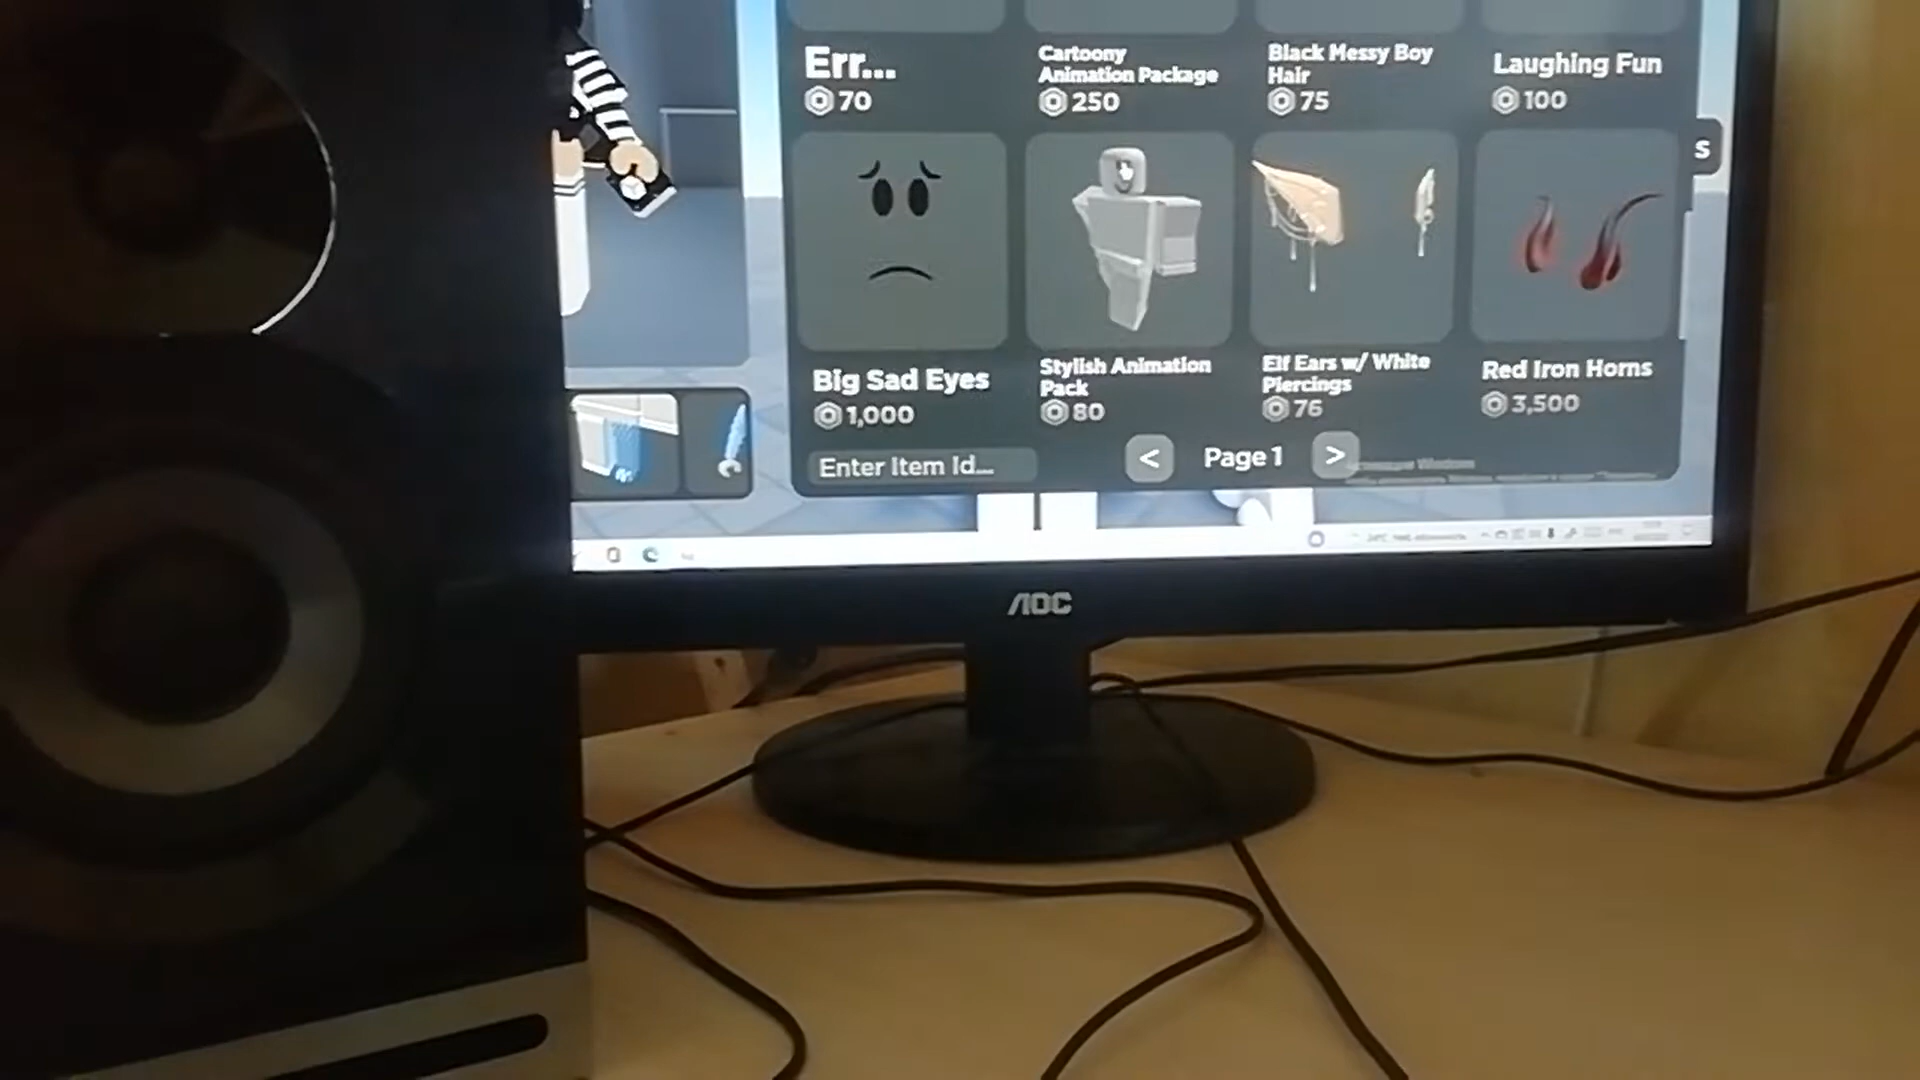 Err...
70
Cartoony
Animation Package
250
Black Messy Boy
Hair
75
Laughing Fun
100
s
Big Sad Eyes
1,000
Stylish Animation
Pack
80
Elf Ears w/ White
Piercings
76
Red Iron Horns
3,500
Enter Item Id...
<
Page 1
>
AOC